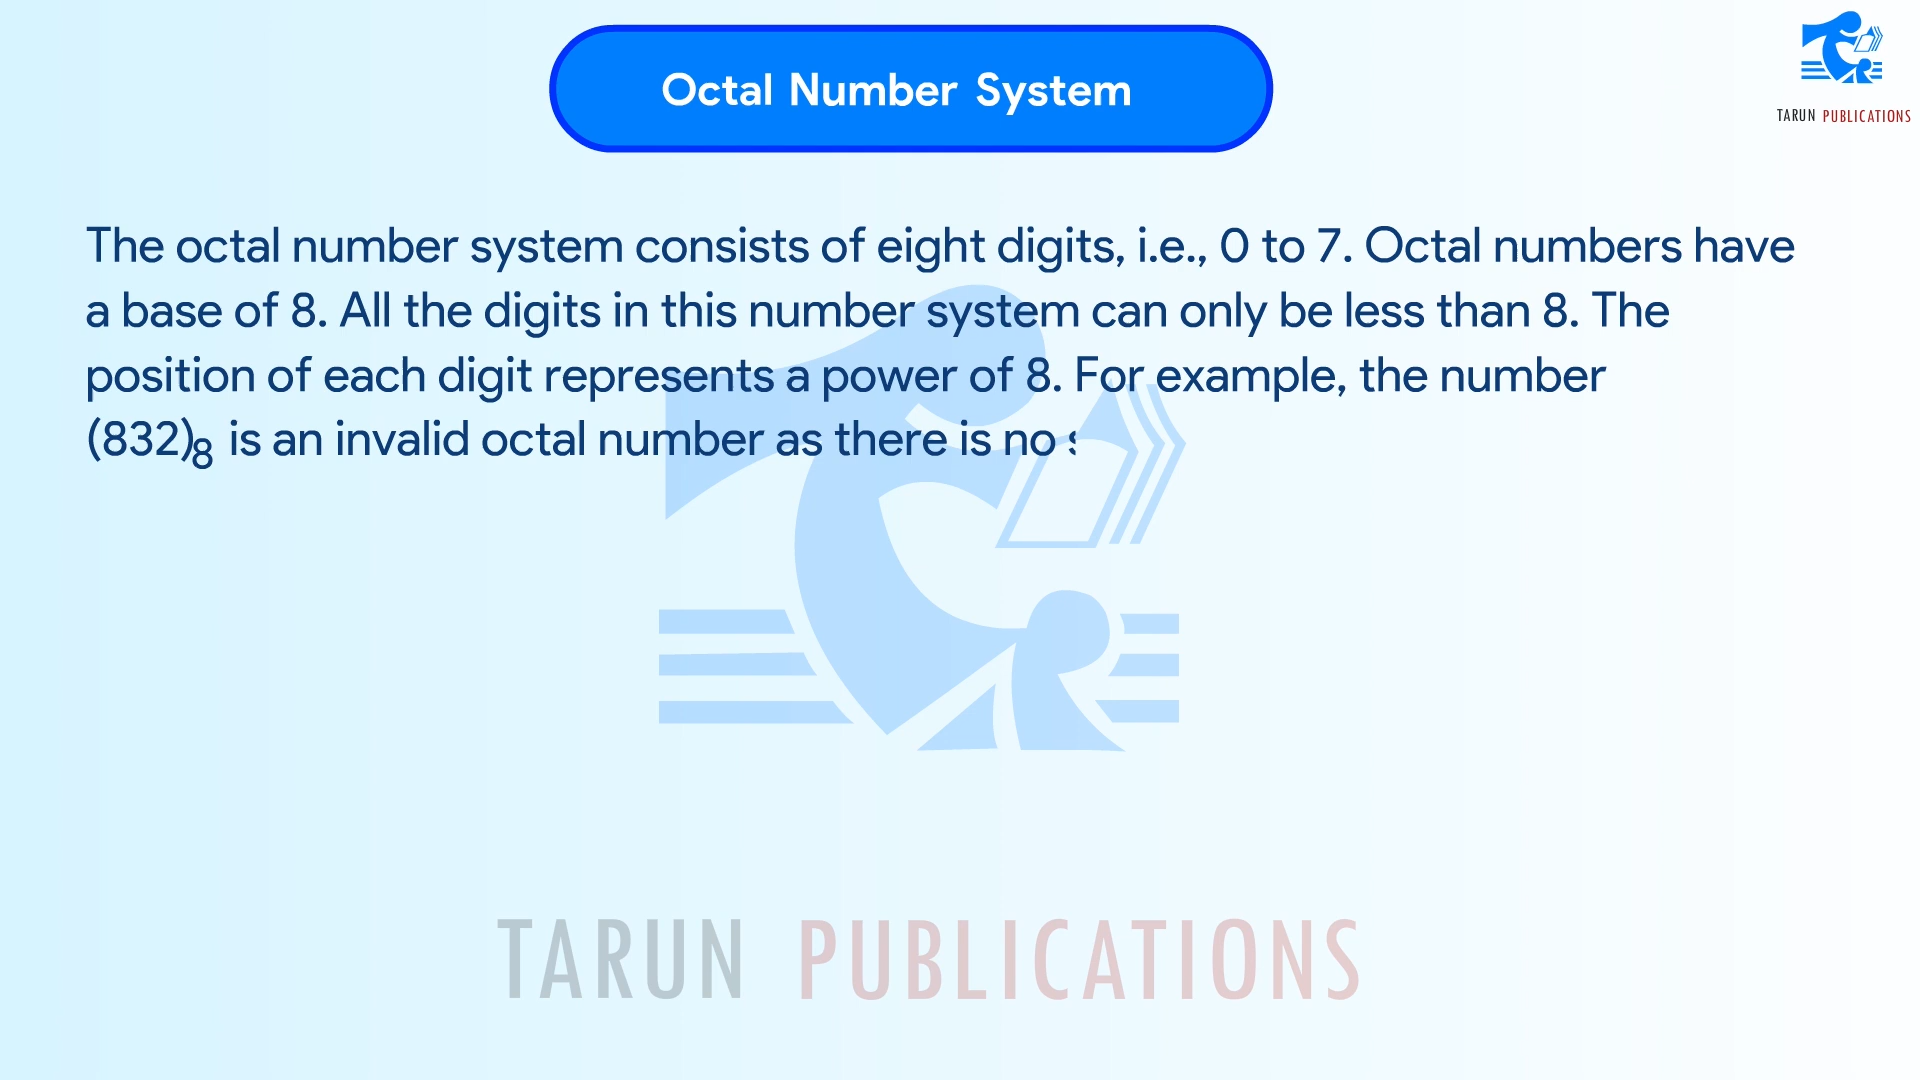 Octal Number System
TARUN PUBLICATIONS
The octal number system consists of eight digits, i.e., 0 to 7. Octal numbers have
a base of 8. All the digits in this number system can only be less than 8. The
position of each digit represents a power of 8. For example, the number
(832)₈ is an invalid octal number as there is no
TARUN PUBLICATIONS